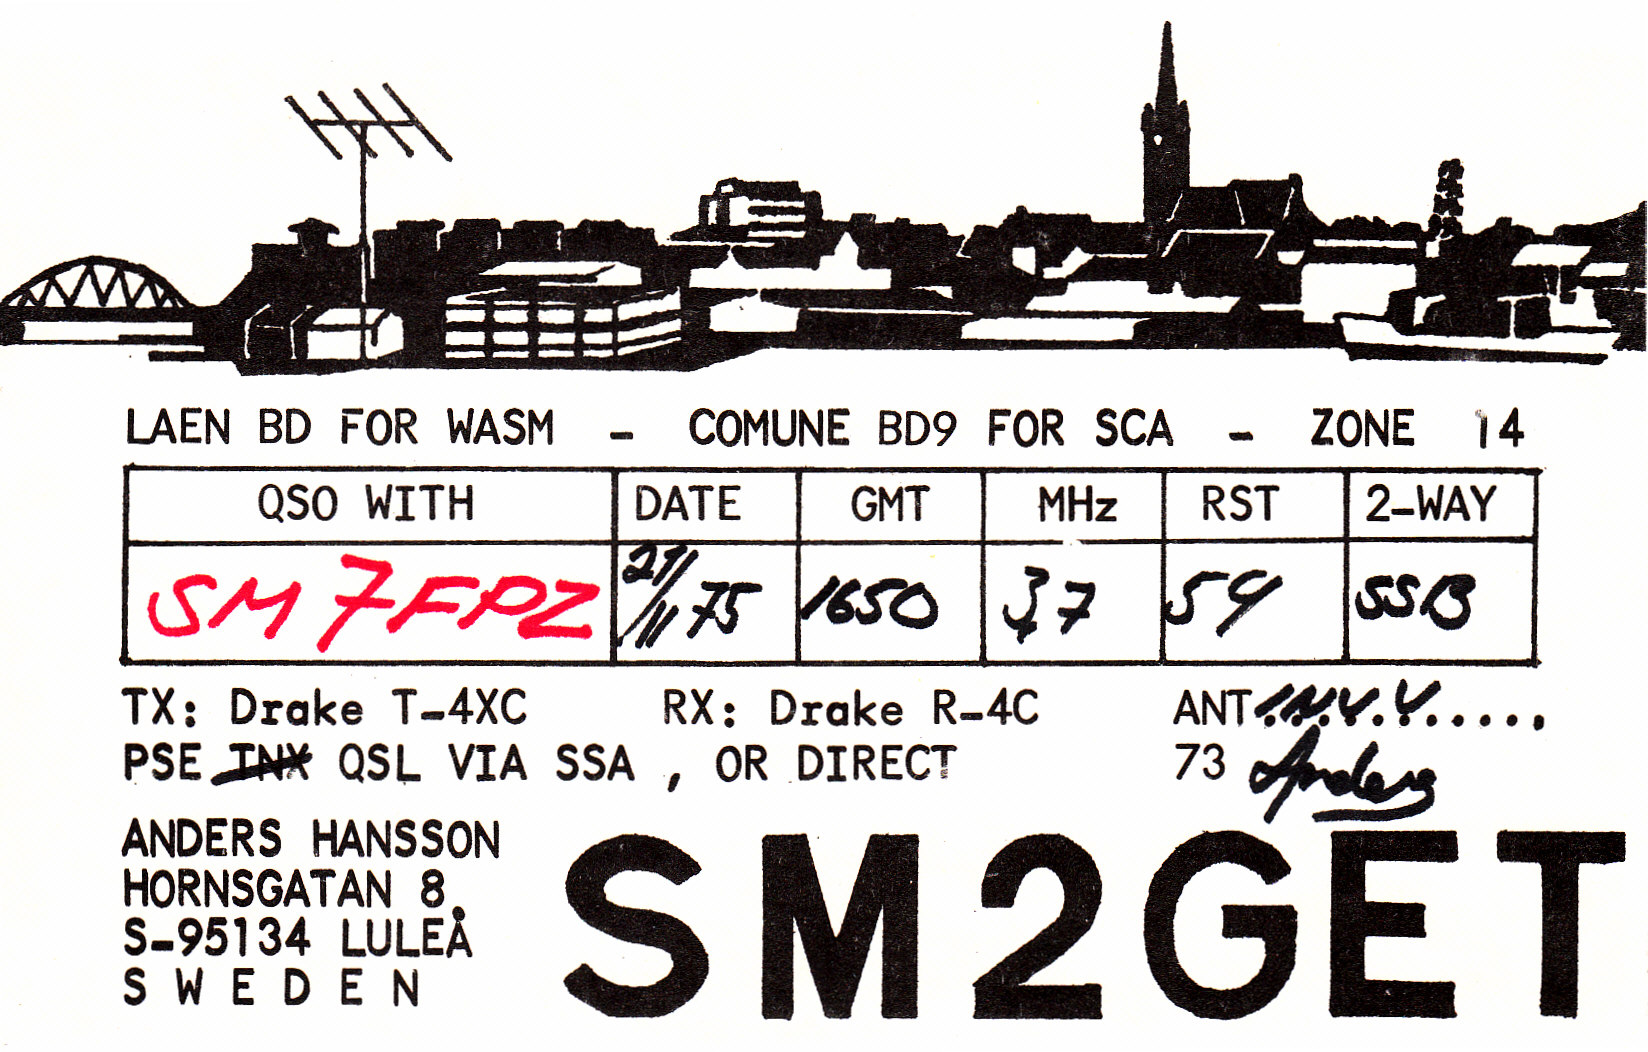 LAEN BD FOR WASM - COMUNE BD9 FOR SCA - ZONE 14
QSO WITH DATE GMT MHz RST 2-WAY
SM7FPZ /11 75 1650 3,7 59 SSB
TX: Drake T-4XC RX: Drake R-4C ANT I.N.V.V.....
PSE TNX QSL VIA SSA , OR DIRECT 73 Anders
ANDERS HANSSON
HORNSGATAN 8
S-95134 LULEÅ
SWEDEN
SM2GET